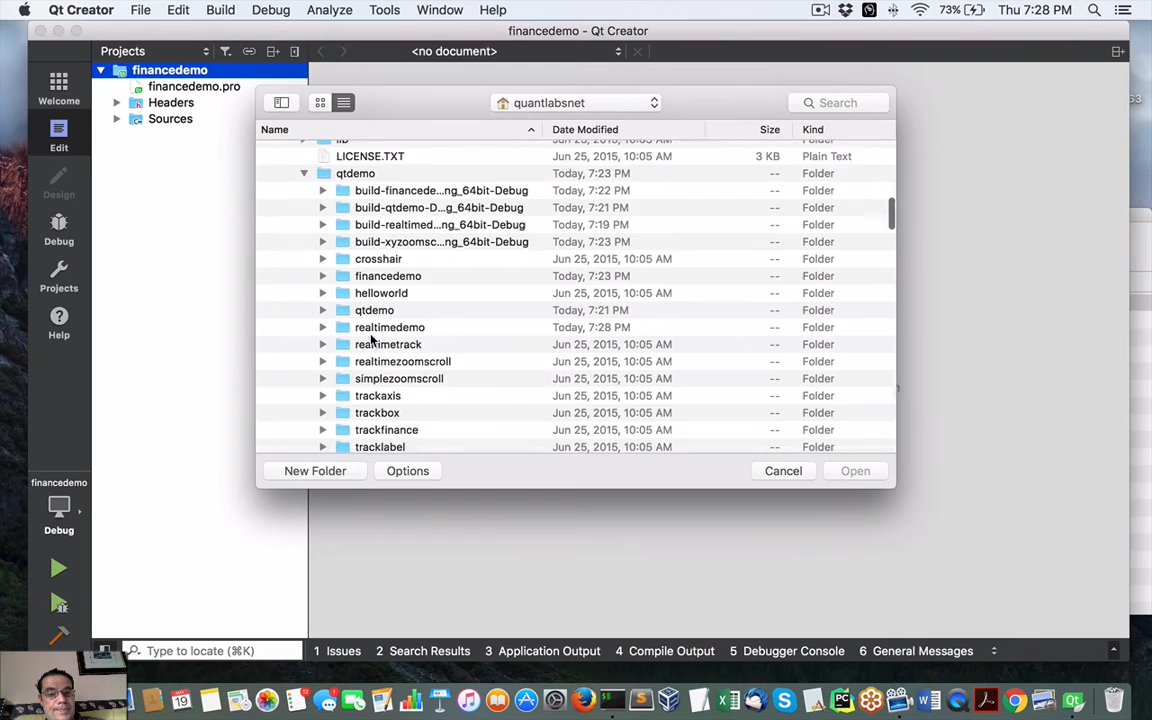 Qt Creator File Edit Build Debug Analyze Tools Window Help 73% Thu 7:28 PM
financedemo - Qt Creator
Projects <no document>
financedemo
financedemo.pro
Headers
Sources
Welcome
Edit
Design
Debug
Projects
Help
financedemo
Debug
quantlabsnet Search
Name Date Modified Size Kind
lib Jun 25, 2015, 10:05 AM -- Folder
LICENSE.TXT Jun 25, 2015, 10:05 AM 3 KB Plain Text
qtdemo Today, 7:23 PM -- Folder
build-financede...ng_64bit-Debug Today, 7:22 PM -- Folder
build-qtdemo-D...g_64bit-Debug Today, 7:21 PM -- Folder
build-realtimed...ng_64bit-Debug Today, 7:19 PM -- Folder
build-xyzoomsc...ng_64bit-Debug Today, 7:23 PM -- Folder
crosshair Jun 25, 2015, 10:05 AM -- Folder
financedemo Today, 7:23 PM -- Folder
helloworld Jun 25, 2015, 10:05 AM -- Folder
qtdemo Today, 7:21 PM -- Folder
realtimedemo Today, 7:28 PM -- Folder
realtimetrack Jun 25, 2015, 10:05 AM -- Folder
realtimezoomscroll Jun 25, 2015, 10:05 AM -- Folder
simplezoomscroll Jun 25, 2015, 10:05 AM -- Folder
trackaxis Jun 25, 2015, 10:05 AM -- Folder
trackbox Jun 25, 2015, 10:05 AM -- Folder
trackfinance Jun 25, 2015, 10:05 AM -- Folder
tracklabel Jun 25, 2015, 10:05 AM -- Folder
New Folder Options Cancel Open
Type to locate (⌘K) 1 Issues 2 Search Results 3 Application Output 4 Compile Output 5 Debugger Console 6 General Messages